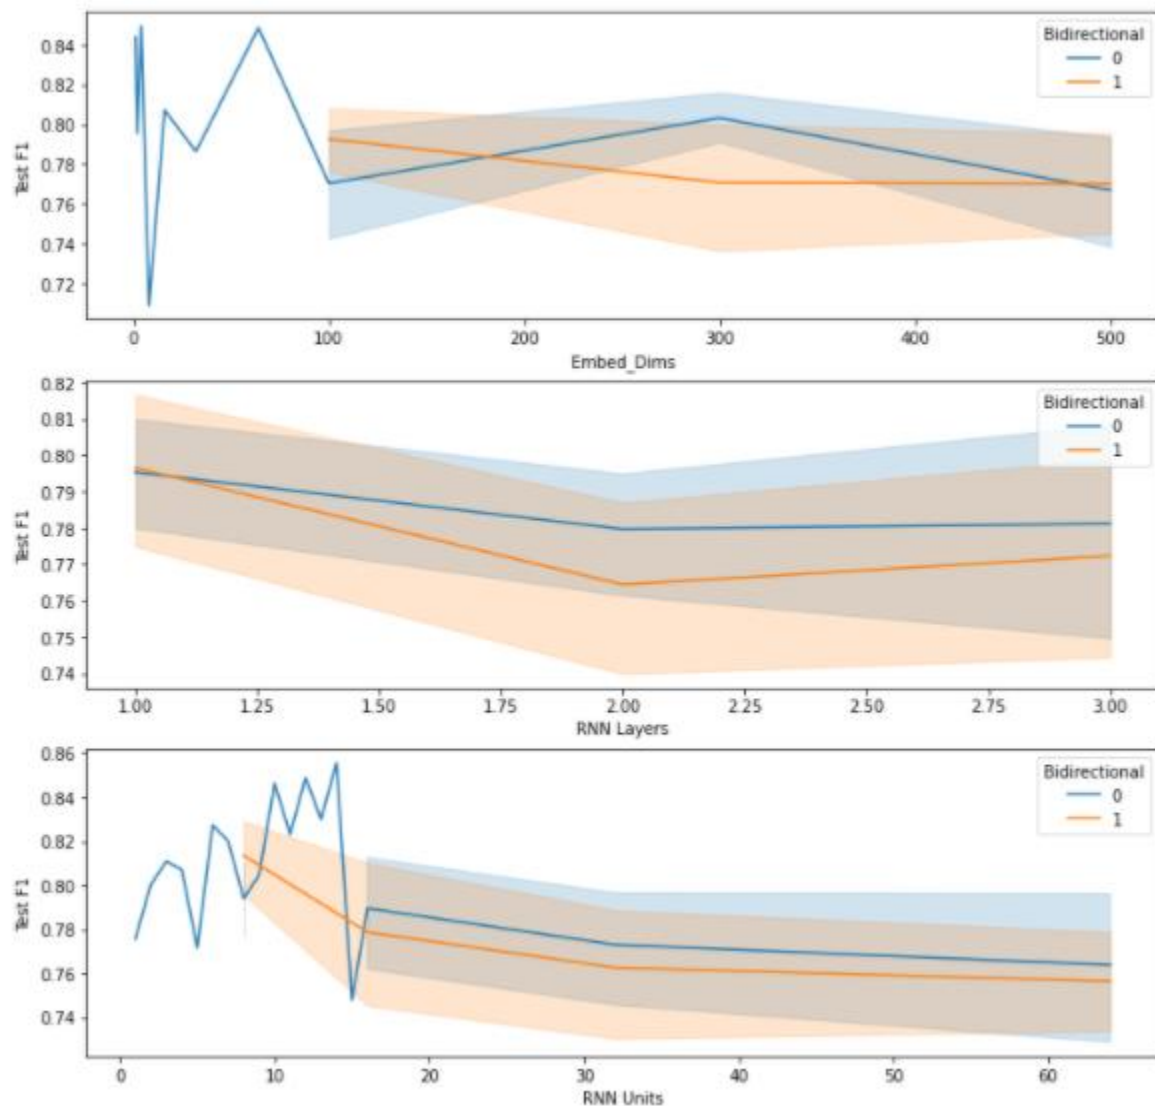 Bidirectional
0
1
0.84
0.82
0.80
0.78
0.76
0.74
0.72
Test F1
0 100 200 300 400 500
Embed_Dims
Bidirectional
0
1
0.82
0.81
0.80
0.79
0.78
0.77
0.76
0.75
0.74
Test F1
1.00 1.25 1.50 1.75 2.00 2.25 2.50 2.75 3.00
RNN Layers
Bidirectional
0
1
0.86
0.84
0.82
0.80
0.78
0.76
0.74
Test F1
0 10 20 30 40 50 60
RNN Units